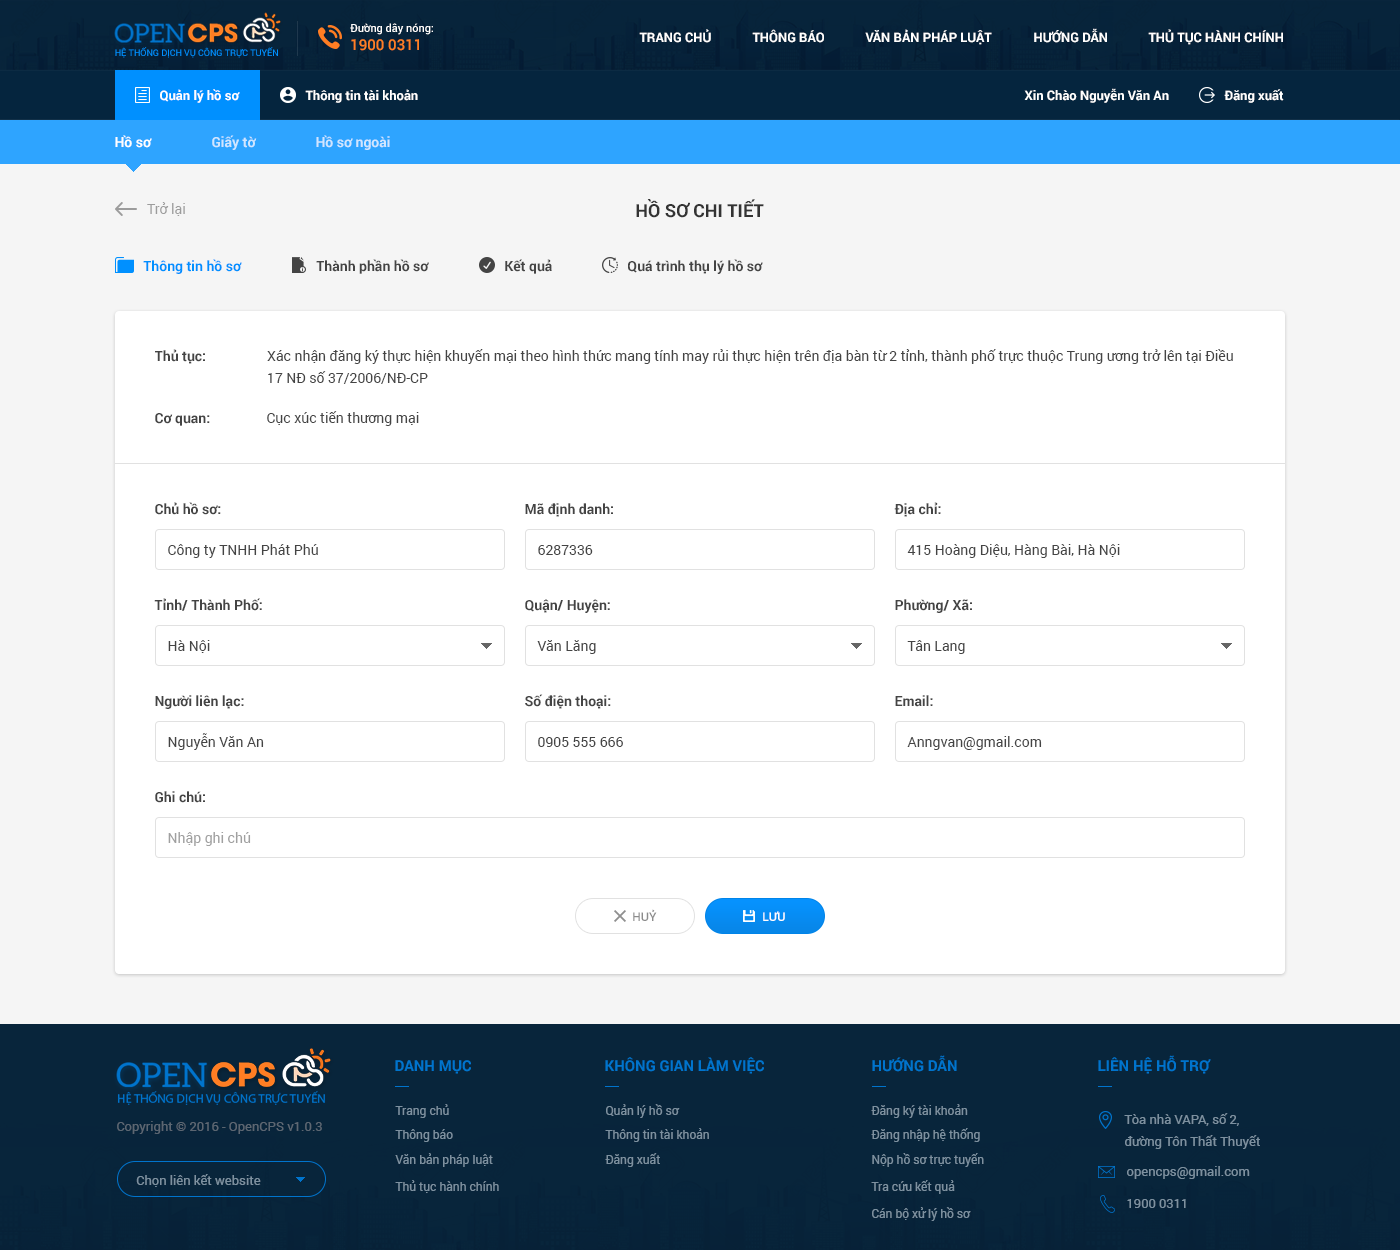 OPENCPS
HỆ THỐNG DỊCH VỤ CÔNG TRỰC TUYẾN
Đường dây nóng:
1900 0311
TRANG CHỦ
THÔNG BÁO
VĂN BẢN PHÁP LUẬT
HƯỚNG DẪN
THỦ TỤC HÀNH CHÍNH
Quản lý hồ sơ
Thông tin tài khoản
Xin Chào Nguyễn Văn An
Đăng xuất
Hồ sơ
Giấy tờ
Hồ sơ ngoài
Trở lại
HỒ SƠ CHI TIẾT
Thông tin hồ sơ
Thành phần hồ sơ
Kết quả
Quá trình thụ lý hồ sơ
Thủ tục:
Xác nhận đăng ký thực hiện khuyến mại theo hình thức mang tính may rủi thực hiện trên địa bàn từ 2 tỉnh, thành phố trực thuộc Trung ương trở lên tại Điều
17 NĐ số 37/2006/NĐ-CP
Cơ quan:
Cục xúc tiến thương mại
Chủ hồ sơ:
Mã định danh:
Địa chỉ:
Công ty TNHH Phát Phú
6287336
415 Hoàng Diệu, Hàng Bài, Hà Nội
Tỉnh/ Thành Phố:
Quận/ Huyện:
Phường/ Xã:
Hà Nội
Văn Lăng
Tân Lang
Người liên lạc:
Số điện thoại:
Email:
Nguyễn Văn An
0905 555 666
Anngvan@gmail.com
Ghi chú:
Nhập ghi chú
HUỶ
LƯU
OPENCPS
HỆ THỐNG DỊCH VỤ CÔNG TRỰC TUYẾN
Copyright © 2016 - OpenCPS v1.0.3
Chọn liên kết website
DANH MỤC
Trang chủ
Thông báo
Văn bản pháp luật
Thủ tục hành chính
KHÔNG GIAN LÀM VIỆC
Quản lý hồ sơ
Thông tin tài khoản
Đăng xuất
HƯỚNG DẪN
Đăng ký tài khoản
Đăng nhập hệ thống
Nộp hồ sơ trực tuyến
Tra cứu kết quả
Cán bộ xử lý hồ sơ
LIÊN HỆ HỖ TRỢ
Tòa nhà VAPA, số 2,
đường Tôn Thất Thuyết
opencps@gmail.com
1900 0311